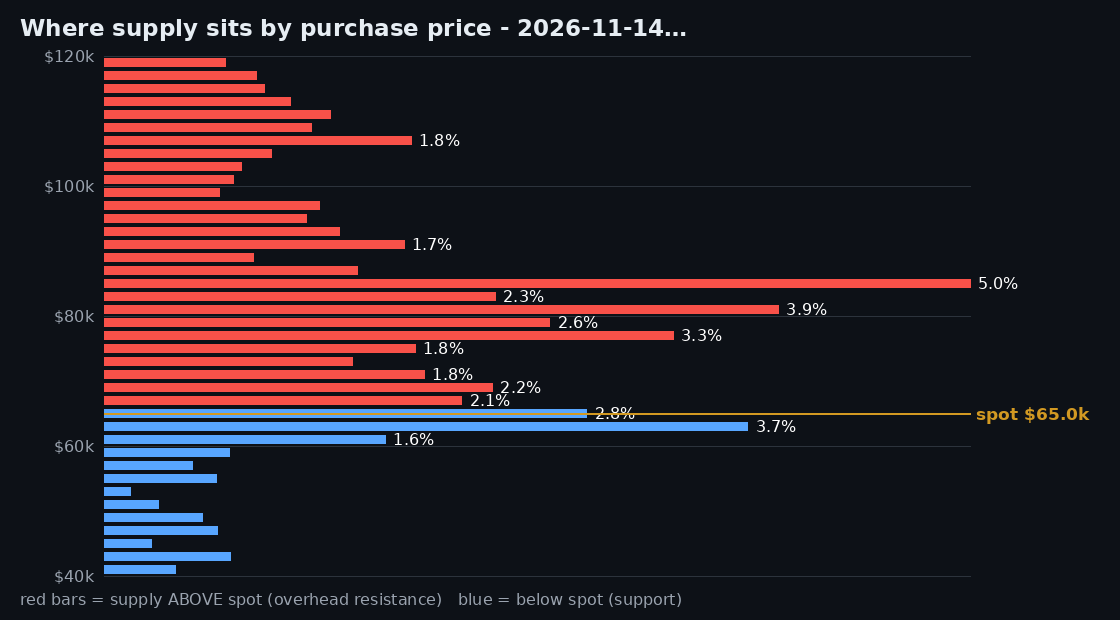 Where supply sits by purchase price - 2026-11-14…
$120k
1.8%
$100k
1.7%
5.0%
2.3%
3.9%
$80k
2.6%
3.3%
1.8%
1.8%
2.2%
2.1%
2.8%
spot $65.0k
3.7%
1.6%
$60k
$40k
red bars = supply ABOVE spot (overhead resistance)   blue = below spot (support)